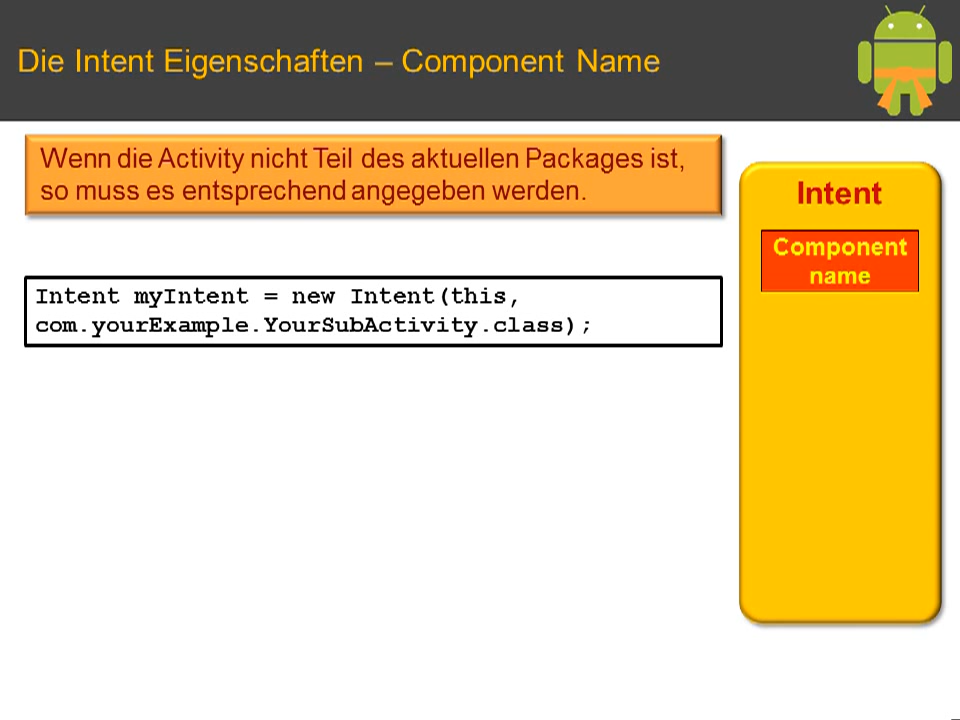 Die Intent Eigenschaften – Component Name
Wenn die Activity nicht Teil des aktuellen Packages ist,
so muss es entsprechend angegeben werden.
Intent myIntent = new Intent(this,
com.yourExample.YourSubActivity.class);
Intent
Component
name